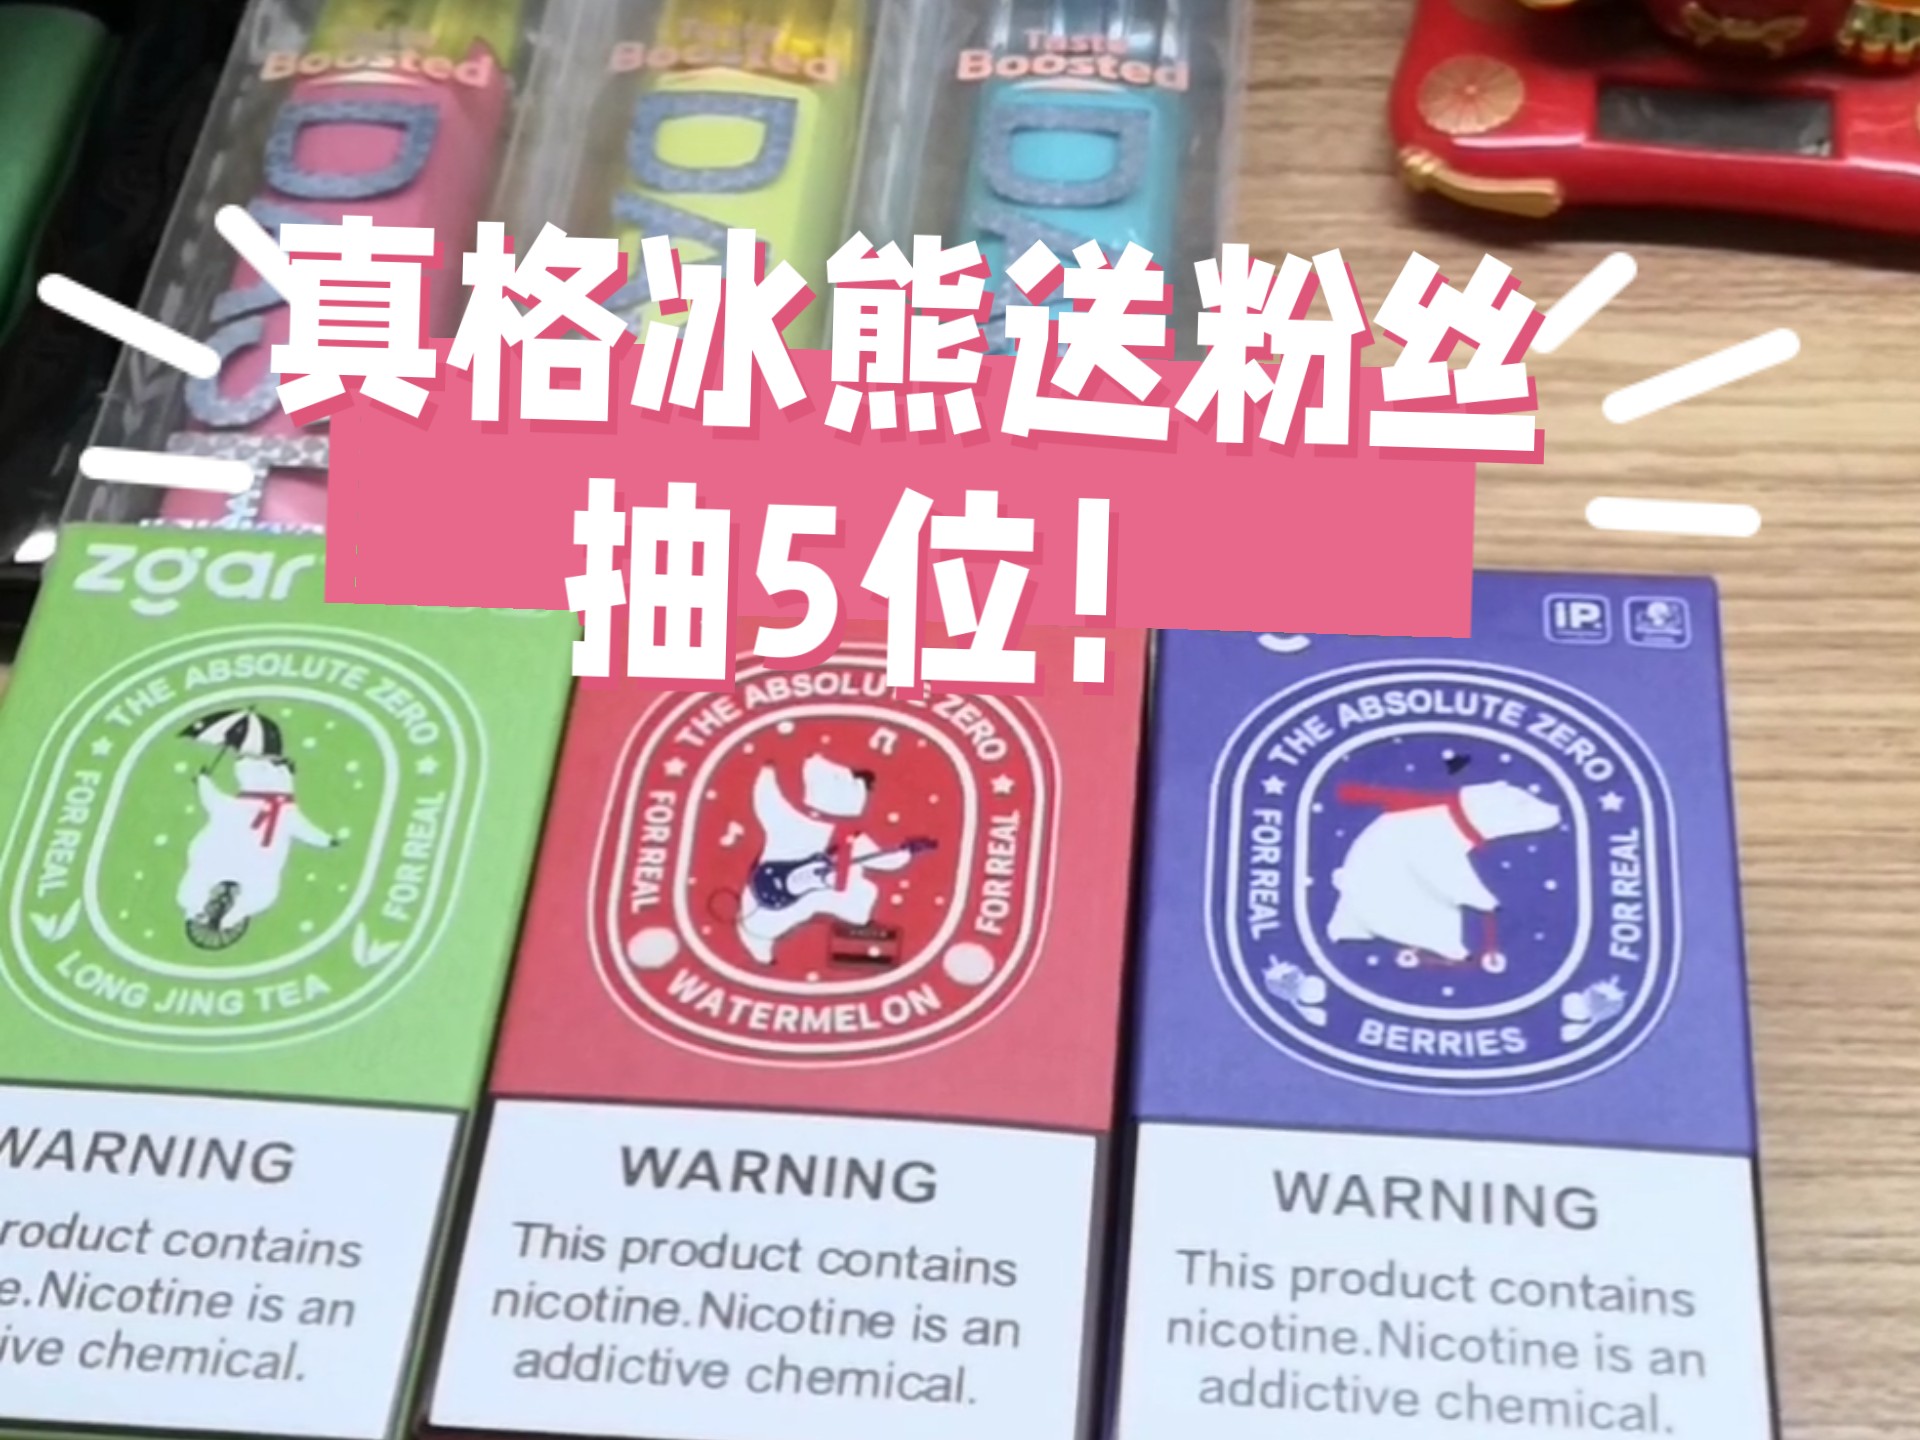 Taste
Boosted
Taste
Boosted
Taste
Boosted
真格冰熊送粉丝
抽5位!
zgar
THE ABSOLUTE ZERO
FOR REAL
FOR REAL
LONG JING TEA
WARNING
roduct contains
e.Nicotine is an
ive chemical.
THE ABSOLUTE ZERO
FOR REAL
FOR REAL
WATERMELON
WARNING
This product contains
nicotine.Nicotine is an
addictive chemical.
iP
THE ABSOLUTE ZERO
FOR REAL
FOR REAL
BERRIES
WARNING
This product contains
nicotine.Nicotine is an
addictive chemical.